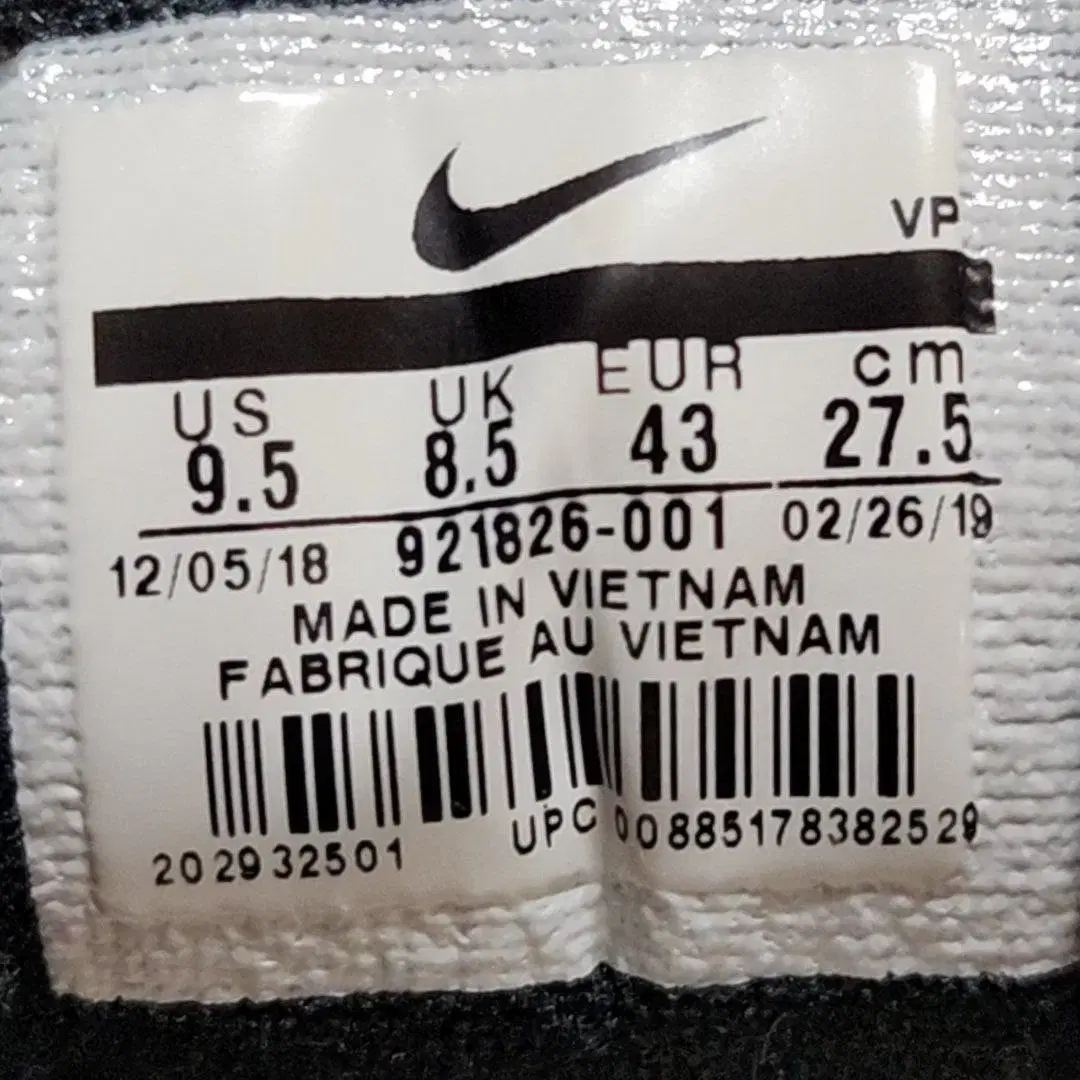 VP
US UK EUR cm
9.5 8.5 43 27.5
12/05/18 921826-001 02/26/19
MADE IN VIETNAM
FABRIQUE AU VIETNAM
202932501 UPC 00885178382529